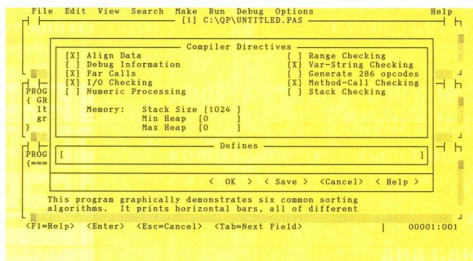 File Edit View Search Make Run Debug Options Help
[1] C:\QP\UNTITLED.PAS
Compiler Directives
[X] Align Data [ ] Range Checking
[ ] Debug Information [X] Var-String Checking
[X] Far Calls [ ] Generate 286 opcodes
[X] I/O Checking [X] Method-Call Checking
[ ] Numeric Processing [ ] Stack Checking
PROG
{ GR
It
gr
}
Memory: Stack Size [1024 ]
Min Heap [0 ]
Max Heap [0 ]
Defines
PROG
{===
[ ]
< OK > < Save > <Cancel> < Help >
This program graphically demonstrates six common sorting
algorithms. It prints horizontal bars, all of different
<F1=Help> <Enter> <Esc=Cancel> <Tab=Next Field> | 00001:001